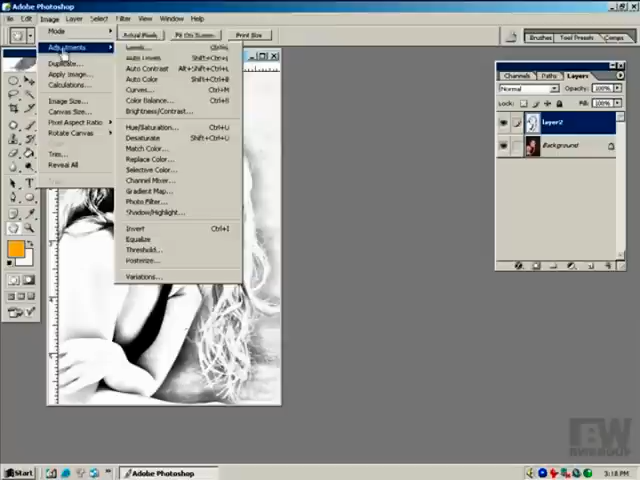 Adobe Photoshop
Edit Image Layer Select Filter View Window Help
Actual Pixels Fit On Screen Print Size
Brushes Tool Presets Comps
Mode
Adjustments
Duplicate...
Apply Image...
Calculations...
Image Size...
Canvas Size...
Pixel Aspect Ratio
Rotate Canvas
Trim...
Reveal All
Levels... Ctrl+L
Auto Levels Shift+Ctrl+L
Auto Contrast Alt+Shift+Ctrl+L
Auto Color Shift+Ctrl+B
Curves... Ctrl+M
Color Balance... Ctrl+B
Brightness/Contrast...
Hue/Saturation... Ctrl+U
Desaturate Shift+Ctrl+U
Match Color...
Replace Color...
Selective Color...
Channel Mixer...
Gradient Map...
Photo Filter...
Shadow/Highlight...
Invert Ctrl+I
Equalize
Threshold...
Posterize...
Variations...
Channels Paths Layers
Normal Opacity: 100%
Lock: Fill: 100%
layer2
Background
BW
Start
Adobe Photoshop
3:18 PM